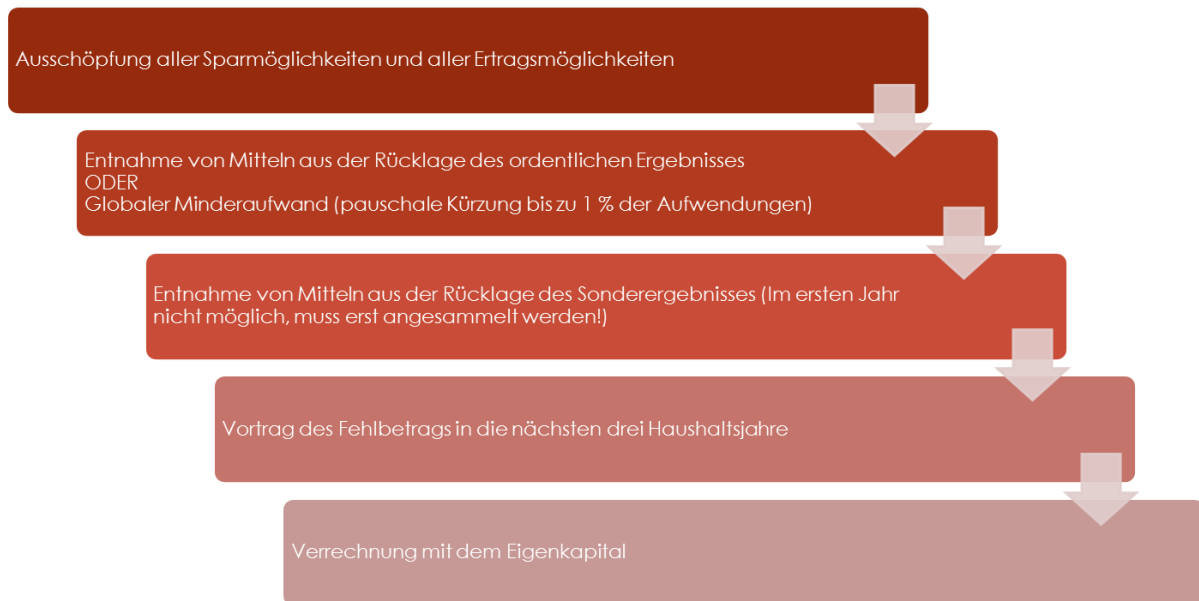 Ausschöpfung aller Sparmöglichkeiten und aller Ertragsmöglichkeiten
Entnahme von Mitteln aus der Rücklage des ordentlichen Ergebnisses
ODER
Globaler Minderaufwand (pauschale Kürzung bis zu 1 % der Aufwendungen)
Entnahme von Mitteln aus der Rücklage des Sonderergebnisses (Im ersten Jahr
nicht möglich, muss erst angesammelt werden!)
Vortrag des Fehlbetrags in die nächsten drei Haushaltsjahre
Verrechnung mit dem Eigenkapital